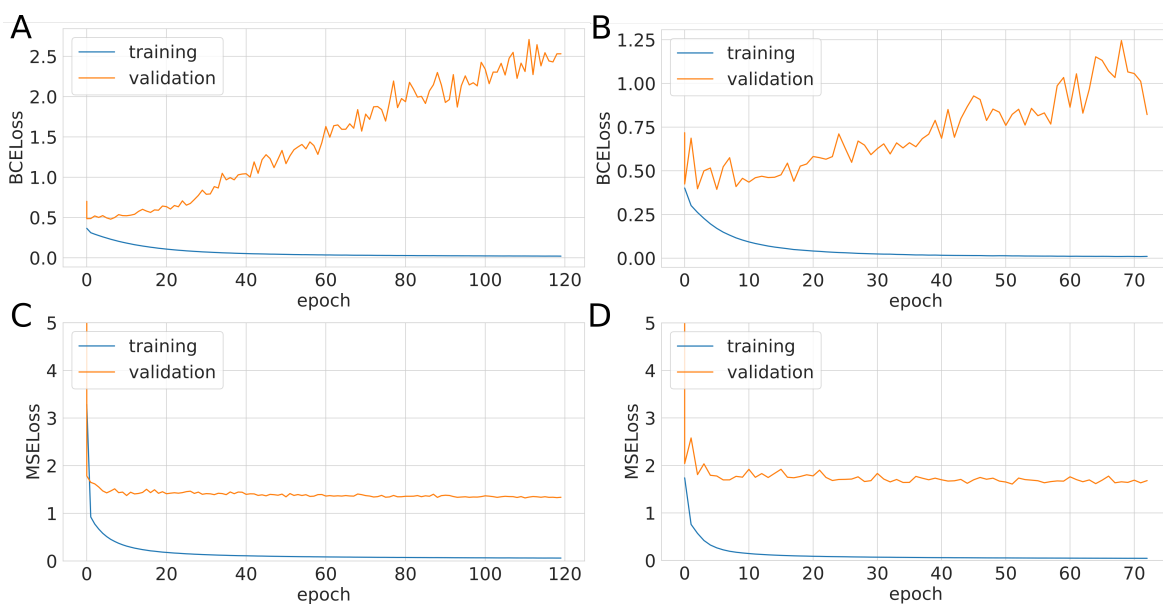 A
training
validation
BCELoss
2.5
2.0
1.5
1.0
0.5
0.0
0 20 40 60 80 100 120
epoch
B
training
validation
BCELoss
1.25
1.00
0.75
0.50
0.25
0.00
0 10 20 30 40 50 60 70
epoch
C
training
validation
MSELoss
5
4
3
2
1
0
0 20 40 60 80 100 120
epoch
D
training
validation
MSELoss
5
4
3
2
1
0
0 10 20 30 40 50 60 70
epoch